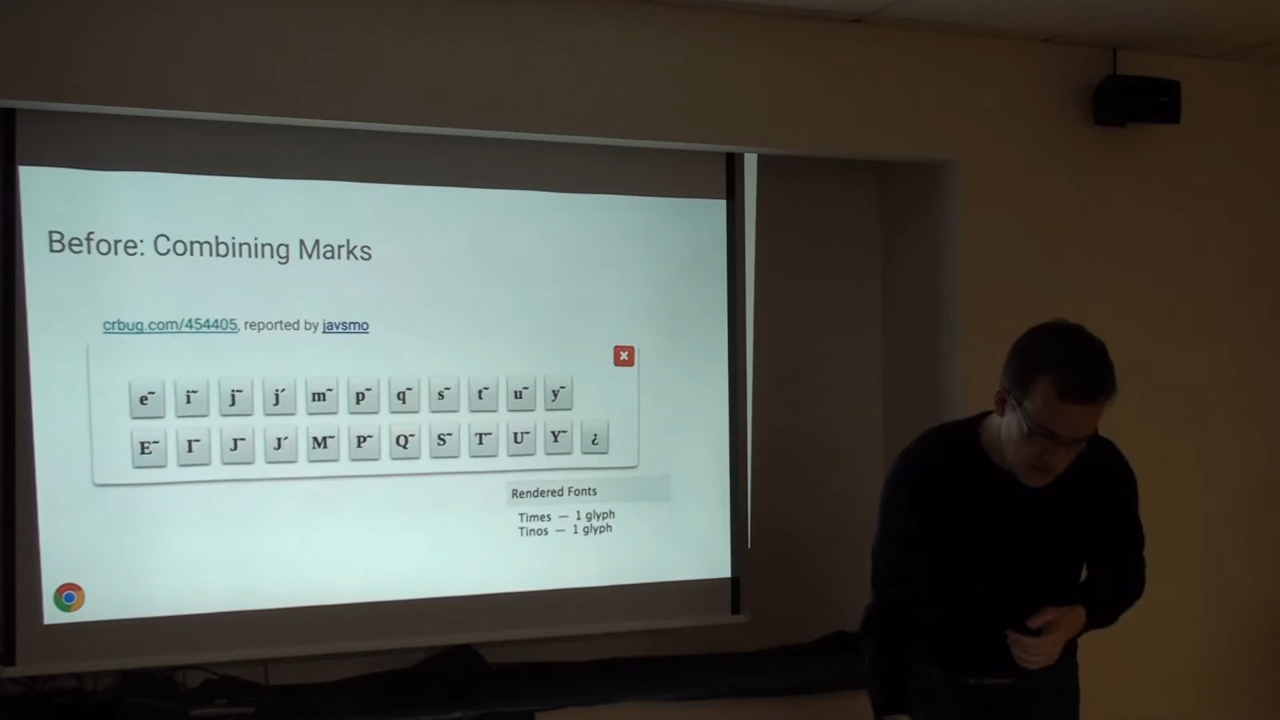 Before: Combining Marks
crbug.com/454405, reported by javsmo
e˜ i˜ j˜ j´ m˜ p˜ q˜ s˜ t˜ u˜ y˜
E˜ I˜ J˜ J´ M˜ P˜ Q˜ S˜ T˜ U˜ Y˜ ¿
Rendered Fonts
Times — 1 glyph
Tinos — 1 glyph